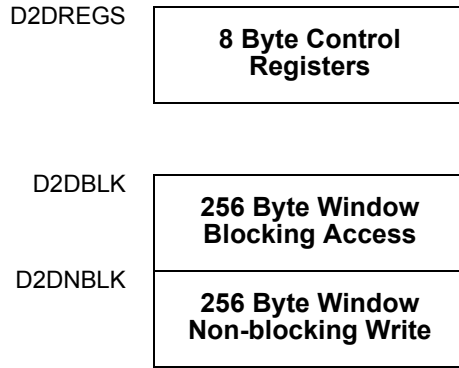 D2DREGS
8 Byte Control
Registers
D2DBLK
256 Byte Window
Blocking Access
D2DNBLK
256 Byte Window
Non-blocking Write